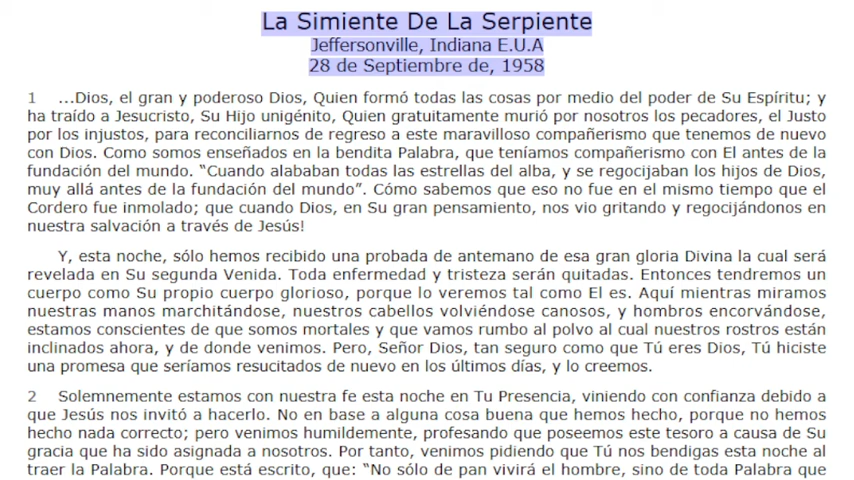 La Simiente De La Serpiente
Jeffersonville, Indiana E.U.A
28 de Septiembre de, 1958
1 ...Dios, el gran y poderoso Dios, Quien formó todas las cosas por medio del poder de Su Espíritu; y
ha traído a Jesucristo, Su Hijo unigénito, Quien gratuitamente murió por nosotros los pecadores, el Justo
por los injustos, para reconciliarnos de regreso a este maravilloso compañerismo que tenemos de nuevo
con Dios. Como somos enseñados en la bendita Palabra, que teníamos compañerismo con El antes de la
fundación del mundo. “Cuando alababan todas las estrellas del alba, y se regocijaban los hijos de Dios,
muy allá antes de la fundación del mundo”. Cómo sabemos que eso no fue en el mismo tiempo que el
Cordero fue inmolado; que cuando Dios, en Su gran pensamiento, nos vio gritando y regocijándonos en
nuestra salvación a través de Jesús!
Y, esta noche, sólo hemos recibido una probada de antemano de esa gran gloria Divina la cual será
revelada en Su segunda Venida. Toda enfermedad y tristeza serán quitadas. Entonces tendremos un
cuerpo como Su propio cuerpo glorioso, porque lo veremos tal como El es. Aquí mientras miramos
nuestras manos marchitándose, nuestros cabellos volviéndose canosos, y hombros encorvándose,
estamos conscientes de que somos mortales y que vamos rumbo al polvo al cual nuestros rostros están
inclinados ahora, y de donde venimos. Pero, Señor Dios, tan seguro como que Tú eres Dios, Tú hiciste
una promesa que seríamos resucitados de nuevo en los últimos días, y lo creemos.
2 Solemnemente estamos con nuestra fe esta noche en Tu Presencia, viniendo con confianza debido a
que Jesús nos invitó a hacerlo. No en base a alguna cosa buena que hemos hecho, porque no hemos
hecho nada correcto; pero venimos humildemente, profesando que poseemos este tesoro a causa de Su
gracia que ha sido asignada a nosotros. Por tanto, venimos pidiendo que Tú nos bendigas esta noche al
traer la Palabra. Porque está escrito, que: “No sólo de pan vivirá el hombre, sino de toda Palabra que